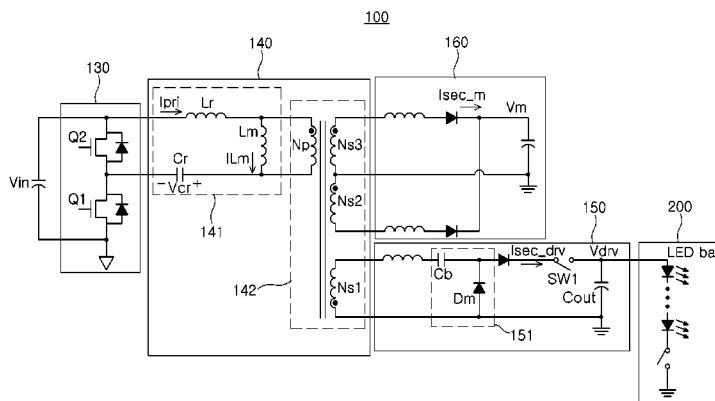 100
130
140
160
Ipri
Lr
Isec_m
Vm
Q2
Lm
Np
Ns3
Cr
ILm
Vin
−Vcr+
Q1
Ns2
141
150
200
Isec_drv
Vdrv
LED ba
Cb
SW1
142
Ns1
Dm
Cout
151